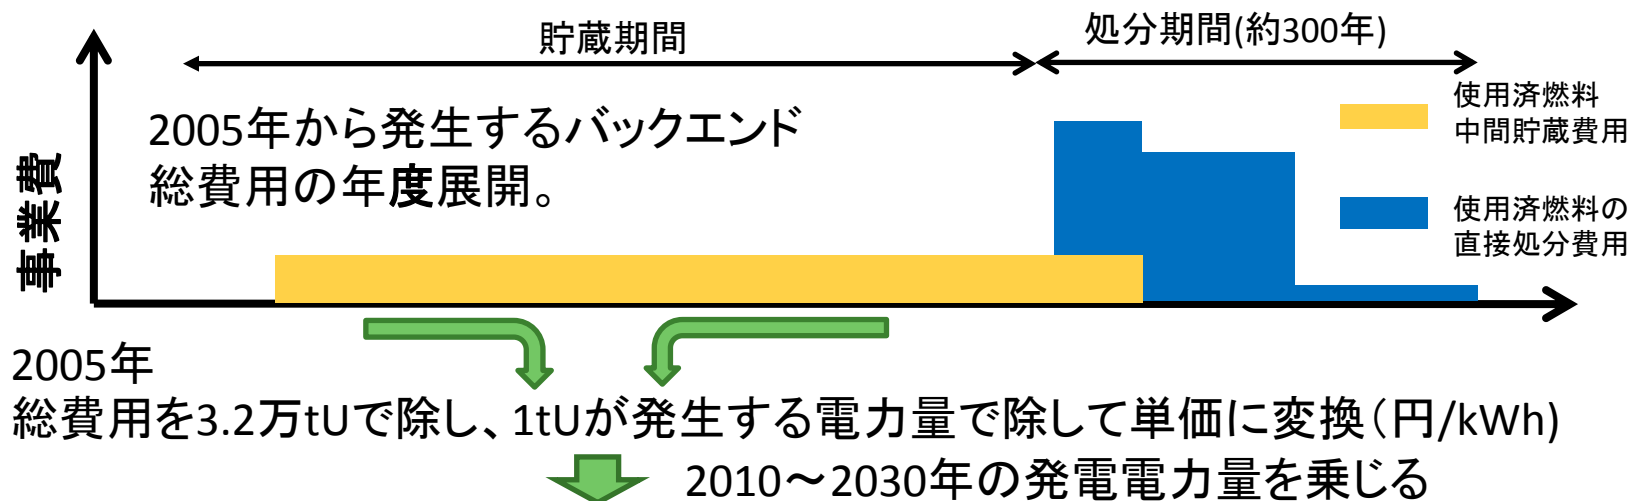 貯蔵期間
処分期間(約300年)
2005年から発生するバックエンド
総費用の年度展開。
使用済燃料
中間貯蔵費用
使用済燃料の
直接処分費用
事業費
2005年
総費用を3.2万tUで除し、1tUが発生する電力量で除して単価に変換(円/kWh)
2010～2030年の発電電力量を乗じる